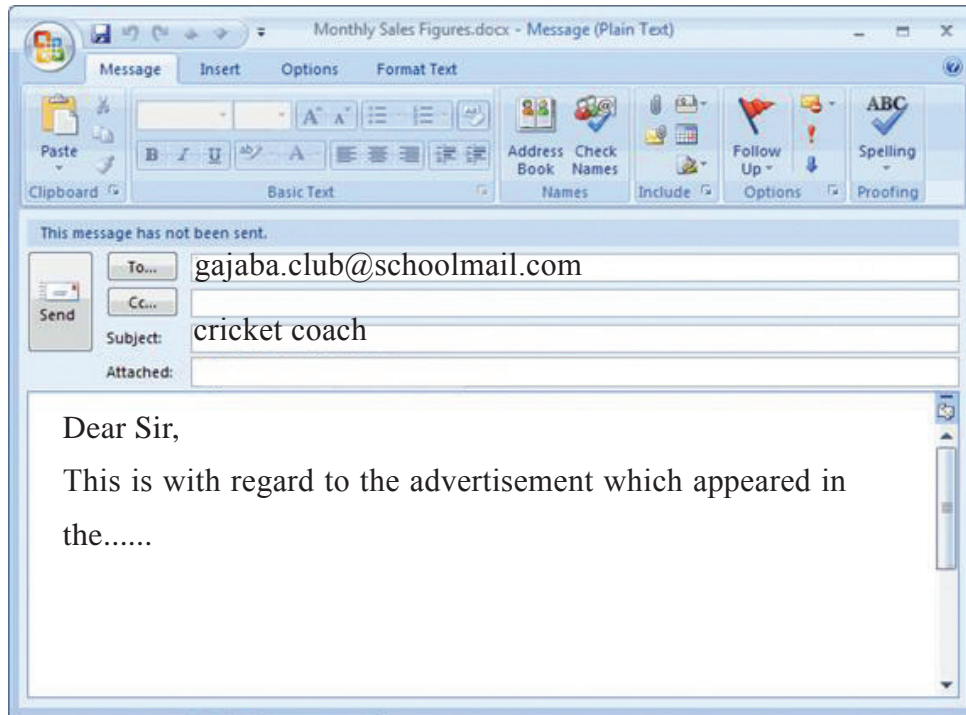 Monthly Sales Figures.docx - Message (Plain Text)
Message Insert Options Format Text
Paste
Clipboard
B I U ab A
Basic Text
Address Book
Check Names
Names
Include
Follow Up
Options
ABC
Spelling
Proofing
This message has not been sent.
Send
To... gajaba.club@schoolmail.com
Cc...
Subject: cricket coach
Attached:
Dear Sir,
This is with regard to the advertisement which appeared in
the......